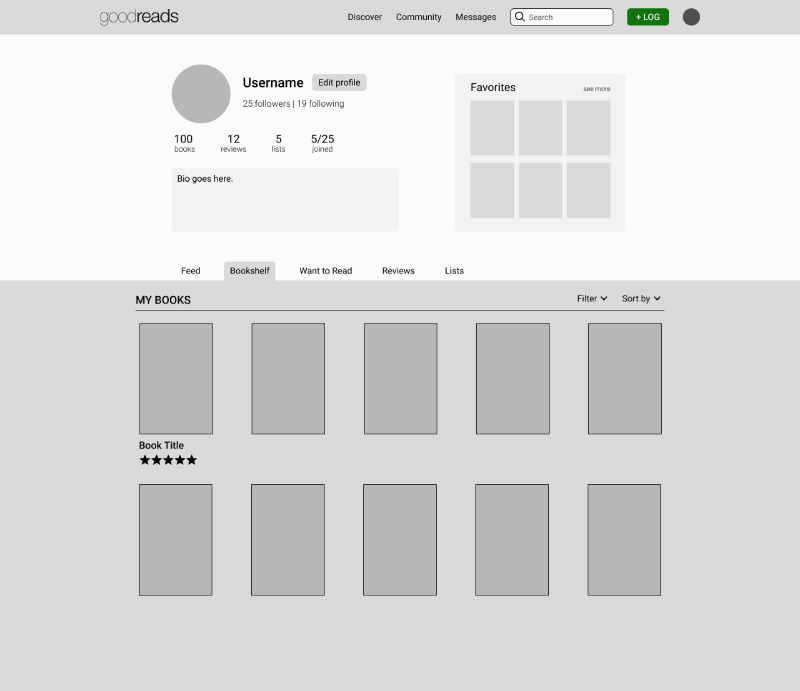 goodreads
Discover Community Messages Search + LOG
Username Edit profile
25 followers | 19 following
100 12 5 5/25
books reviews lists joined
Bio goes here.
Favorites see more
Feed Bookshelf Want to Read Reviews Lists
MY BOOKS Filter Sort by
Book Title